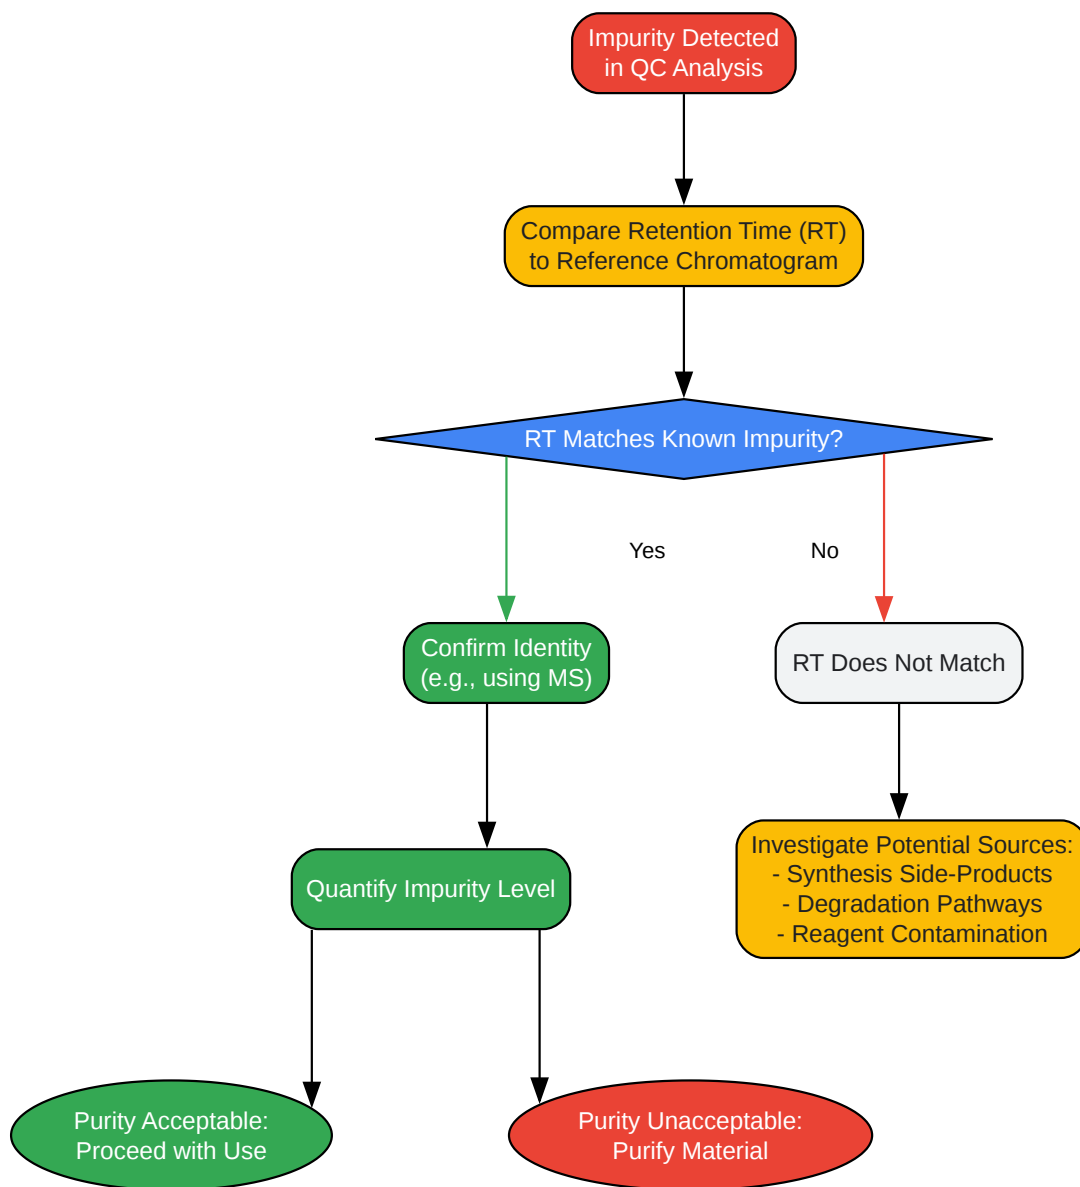 Impurity Detected
in QC Analysis
Compare Retention Time (RT)
to Reference Chromatogram
RT Matches Known Impurity?
Yes
No
Confirm Identity
(e.g., using MS)
RT Does Not Match
Quantify Impurity Level
Investigate Potential Sources:
- Synthesis Side-Products
- Degradation Pathways
- Reagent Contamination
Purity Acceptable:
Proceed with Use
Purity Unacceptable:
Purify Material